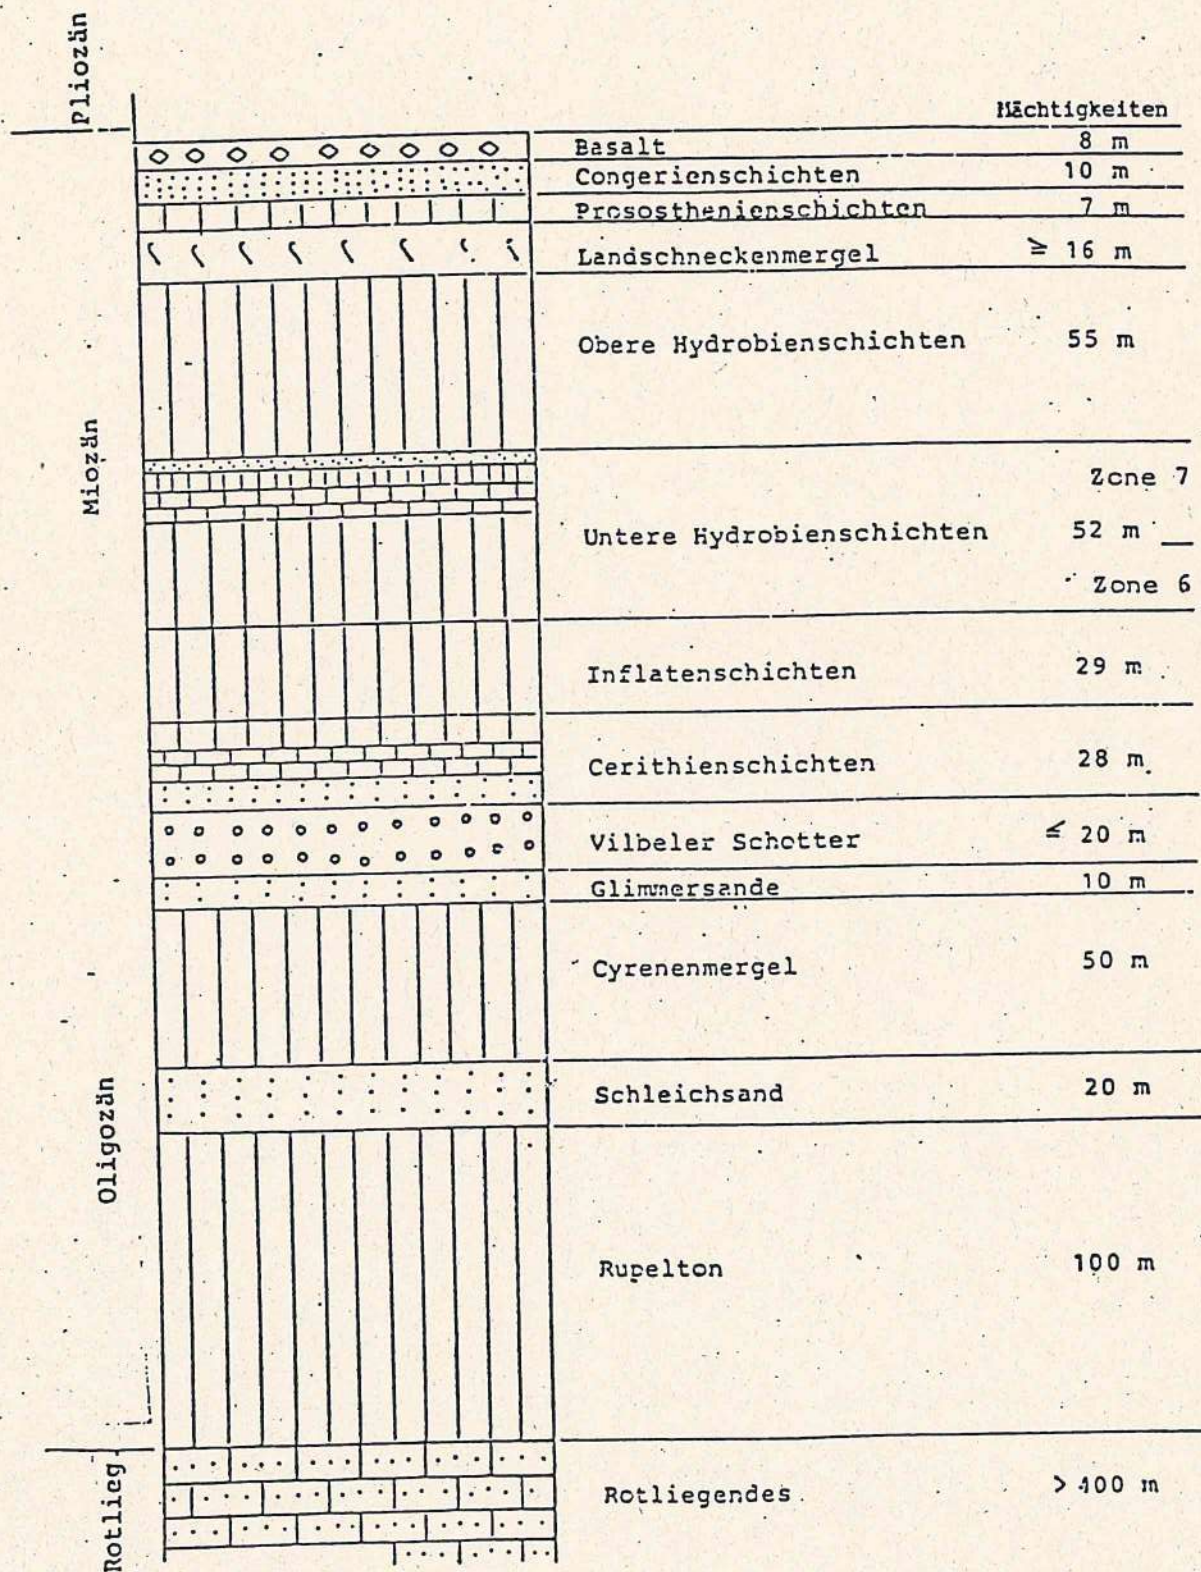 Pliozän
Mächtigkeiten
Basalt 8 m
Congerienschichten 10 m
Prososthenienschichten 7 m
Landschneckenmergel ≥ 16 m
Obere Hydrobienschichten 55 m
Miozän
Zone 7
Untere Hydrobienschichten 52 m
Zone 6
Inflatenschichten 29 m
Cerithienschichten 28 m
Vilbeler Schotter ≤ 20 m
Glimmersande 10 m
Cyrenenmergel 50 m
Schleichsand 20 m
Oligozän
Rupelton 100 m
Rotliegendes > 100 m
Rotlieg.